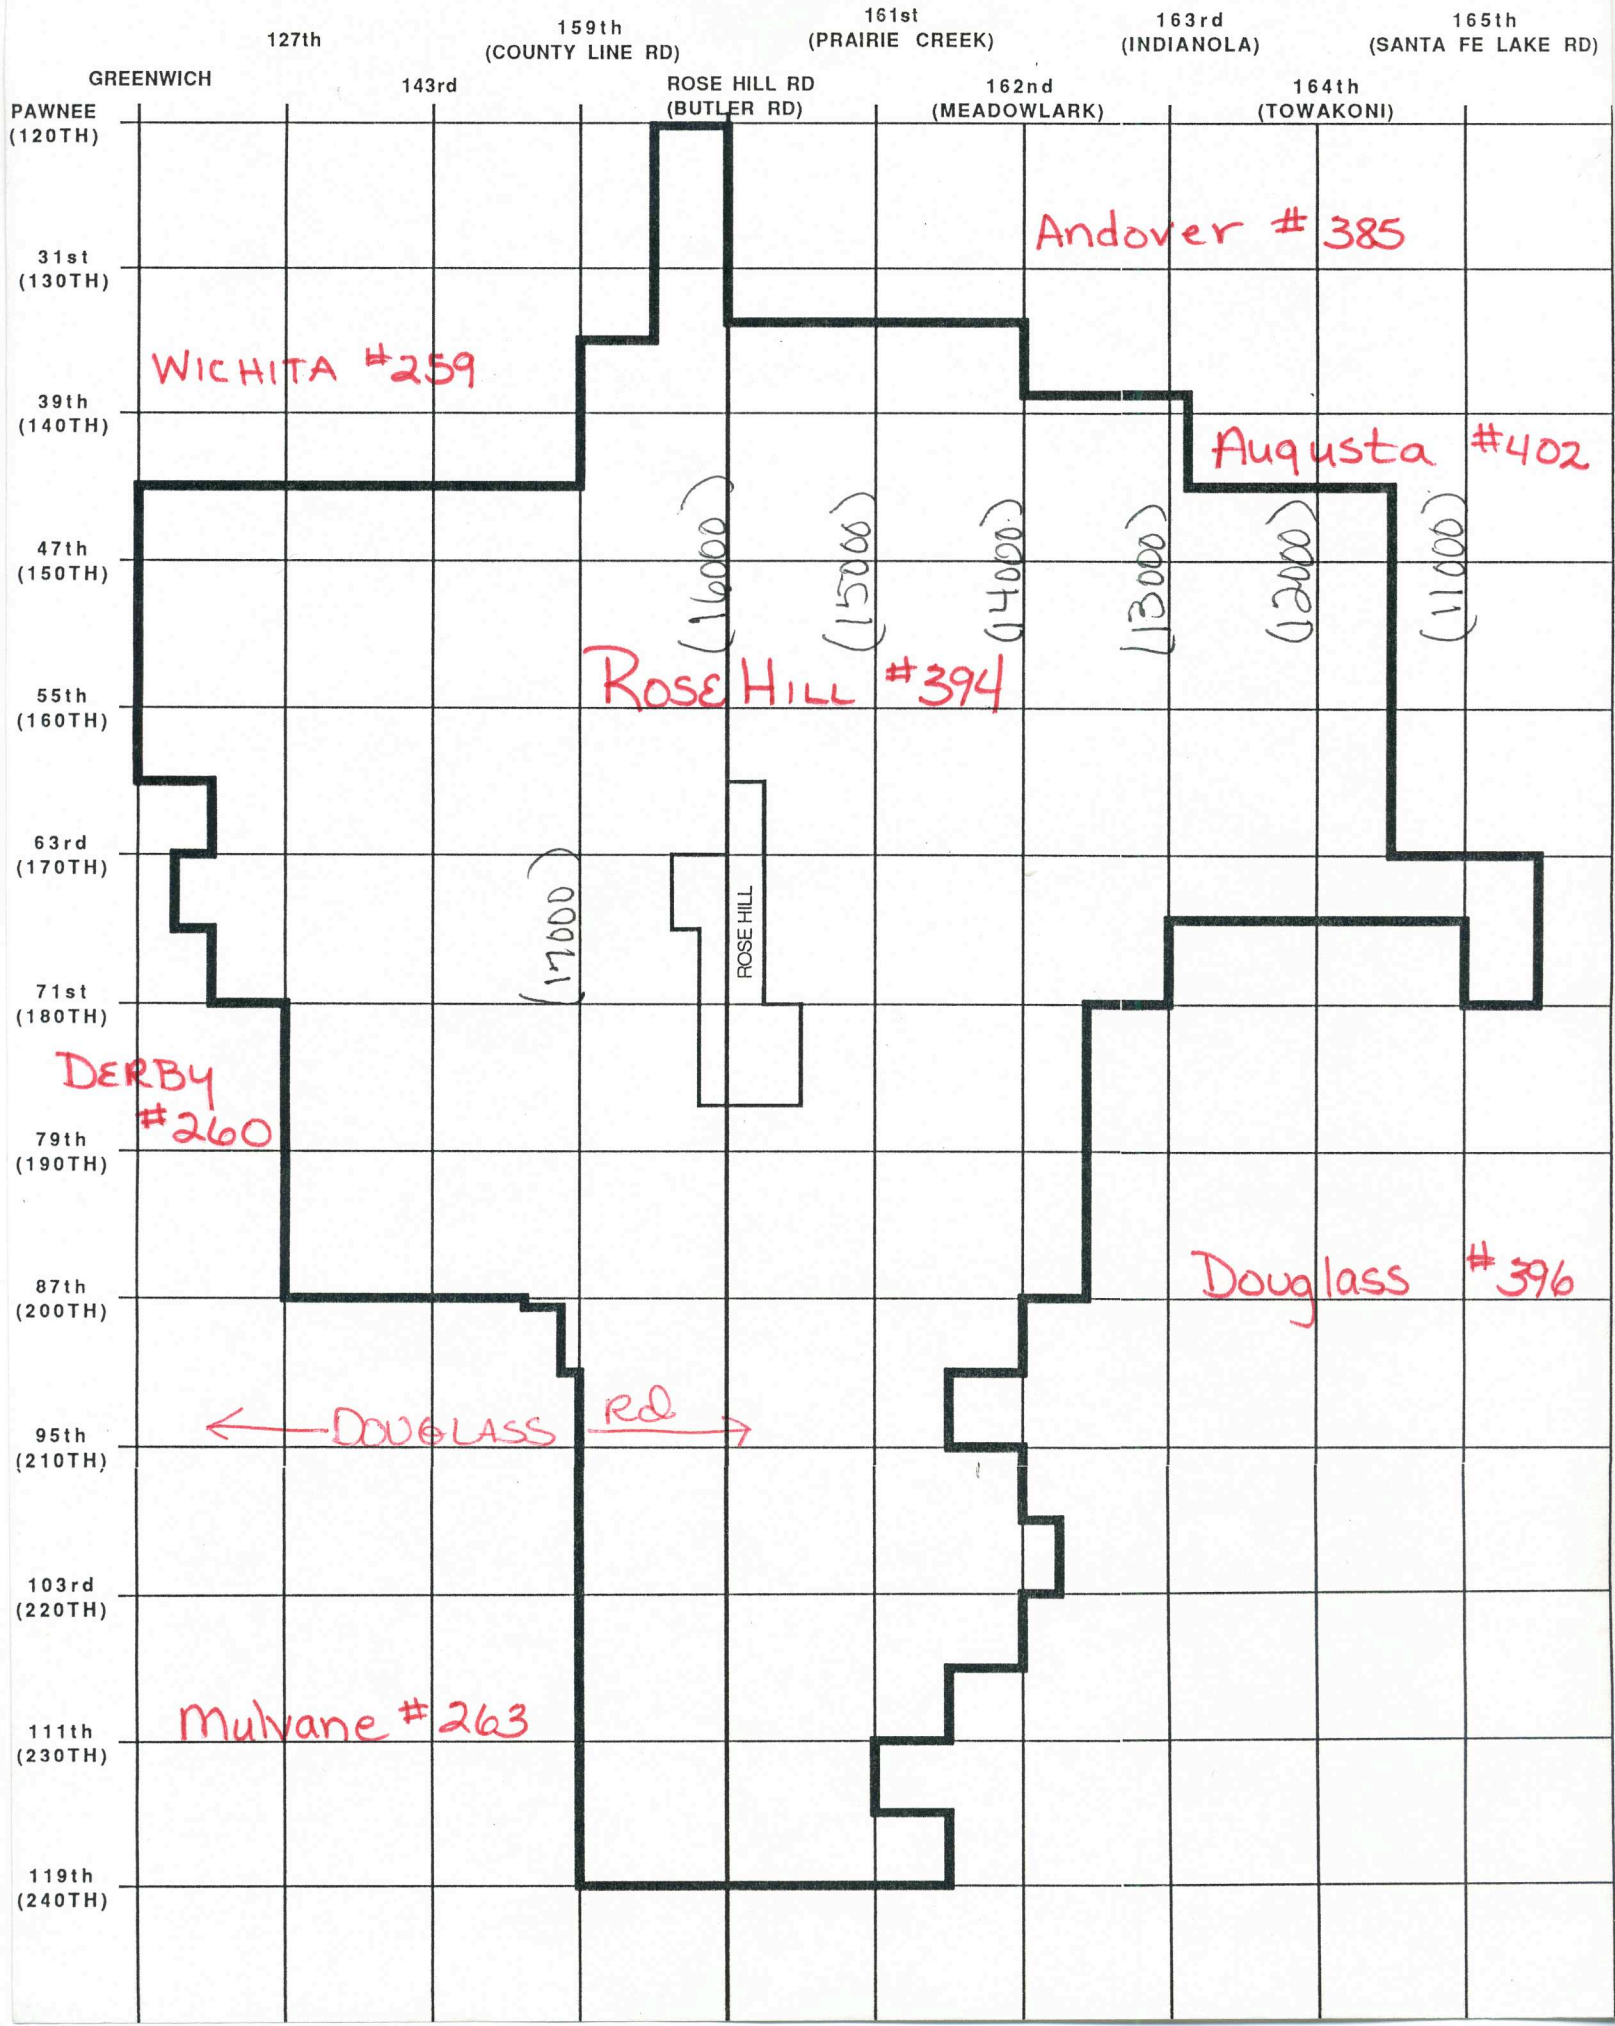 159th
(COUNTY LINE RD)
161st
(PRAIRIE CREEK)
163rd
(INDIANOLA)
165th
(SANTA FE LAKE RD)
127th
GREENWICH
143rd
ROSE HILL RD
(BUTLER RD)
162nd
(MEADOWLARK)
164th
(TOWAKONI)
PAWNEE
(120TH)
Andover # 385
31st
(130TH)
WICHITA #259
39th
(140TH)
Augusta #402
(16000)
(15000)
(14000)
(13000)
(12000)
(11000)
47th
(150TH)
ROSE HILL #394
55th
(160TH)
63rd
(170TH)
(17000)
ROSE HILL
71st
(180TH)
DERBY
#260
79th
(190TH)
87th
(200TH)
Douglass #396
DOUGLASS Rd
95th
(210TH)
103rd
(220TH)
Mulvane #263
111th
(230TH)
119th
(240TH)